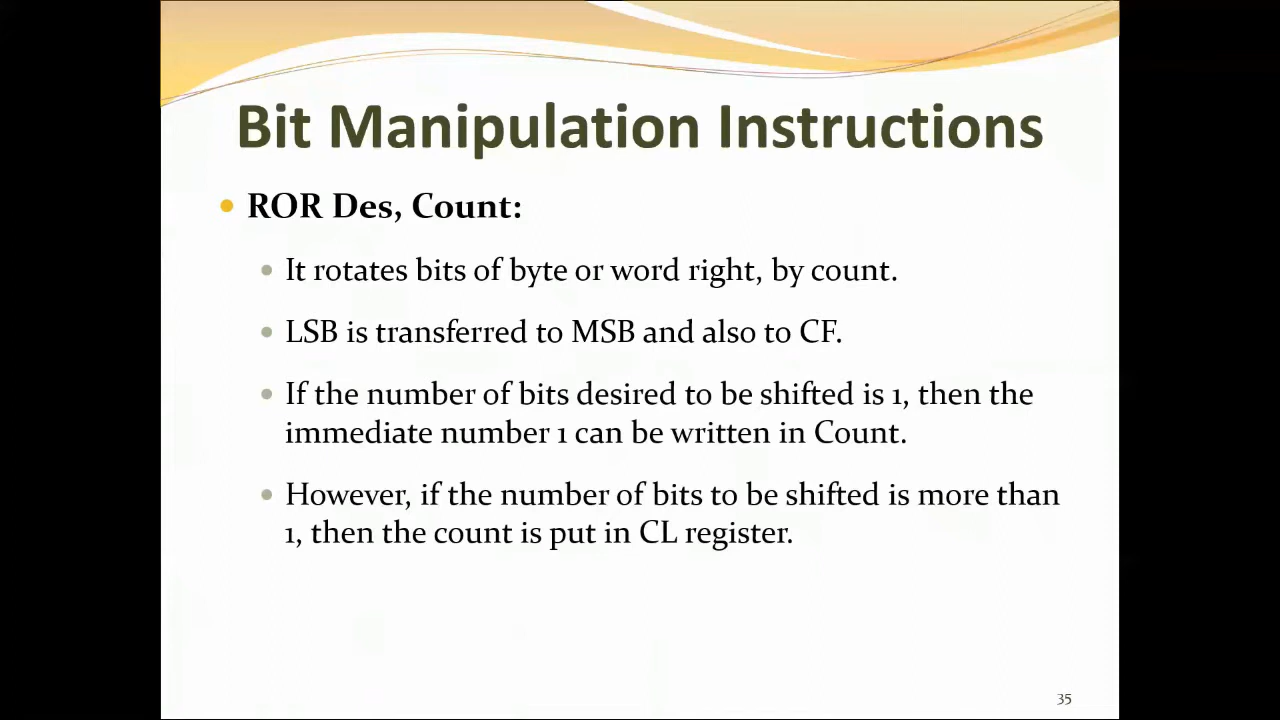 Bit Manipulation Instructions
ROR Des, Count:
It rotates bits of byte or word right, by count.
LSB is transferred to MSB and also to CF.
If the number of bits desired to be shifted is 1, then the
immediate number 1 can be written in Count.
However, if the number of bits to be shifted is more than
1, then the count is put in CL register.
35